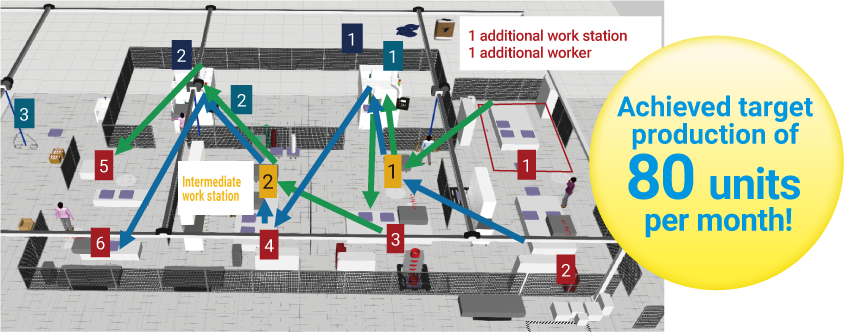 1 additional work station
1 additional worker
2
1
1
3
2
5
Intermediate
work station
2
1
1
6
4
3
2
Achieved target
production of
80 units
per month!